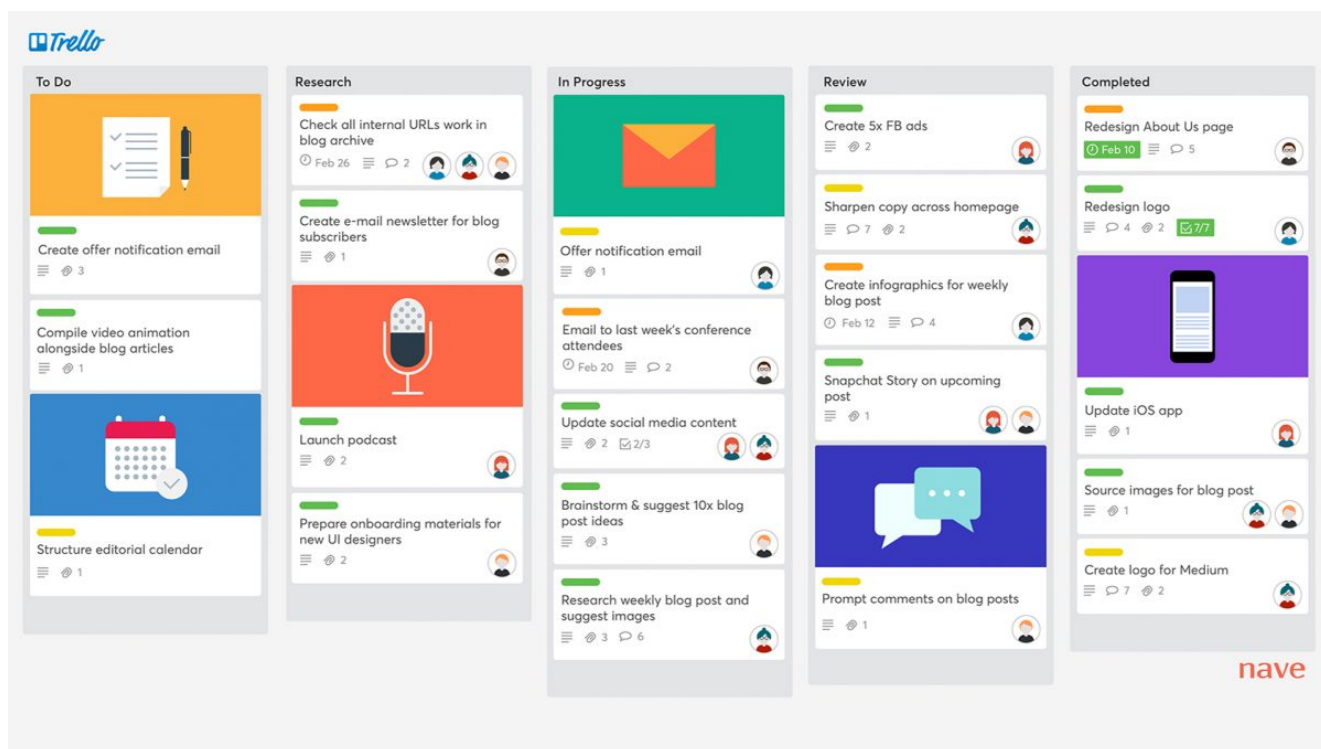 Trello
To Do
Create offer notification email
3
Compile video animation
alongside blog articles
1
Structure editorial calendar
1
Research
Check all internal URLs work in
blog archive
Feb 26 2
Create e-mail newsletter for blog
subscribers
1
Launch podcast
2
Prepare onboarding materials for
new UI designers
2
In Progress
Offer notification email
1
Email to last week's conference
attendees
Feb 20 2
Update social media content
2 2/3
Brainstorm & suggest 10x blog
post ideas
3
Research weekly blog post and
suggest images
3 6
Review
Create 5x FB ads
2
Sharpen copy across homepage
7 2
Create infographics for weekly
blog post
Feb 12 4
Snapchat Story on upcoming
post
1
Prompt comments on blog posts
1
Completed
Redesign About Us page
Feb 10 5
Redesign logo
4 2 7/7
Update iOS app
1
Source images for blog post
1
Create logo for Medium
7 2
nave